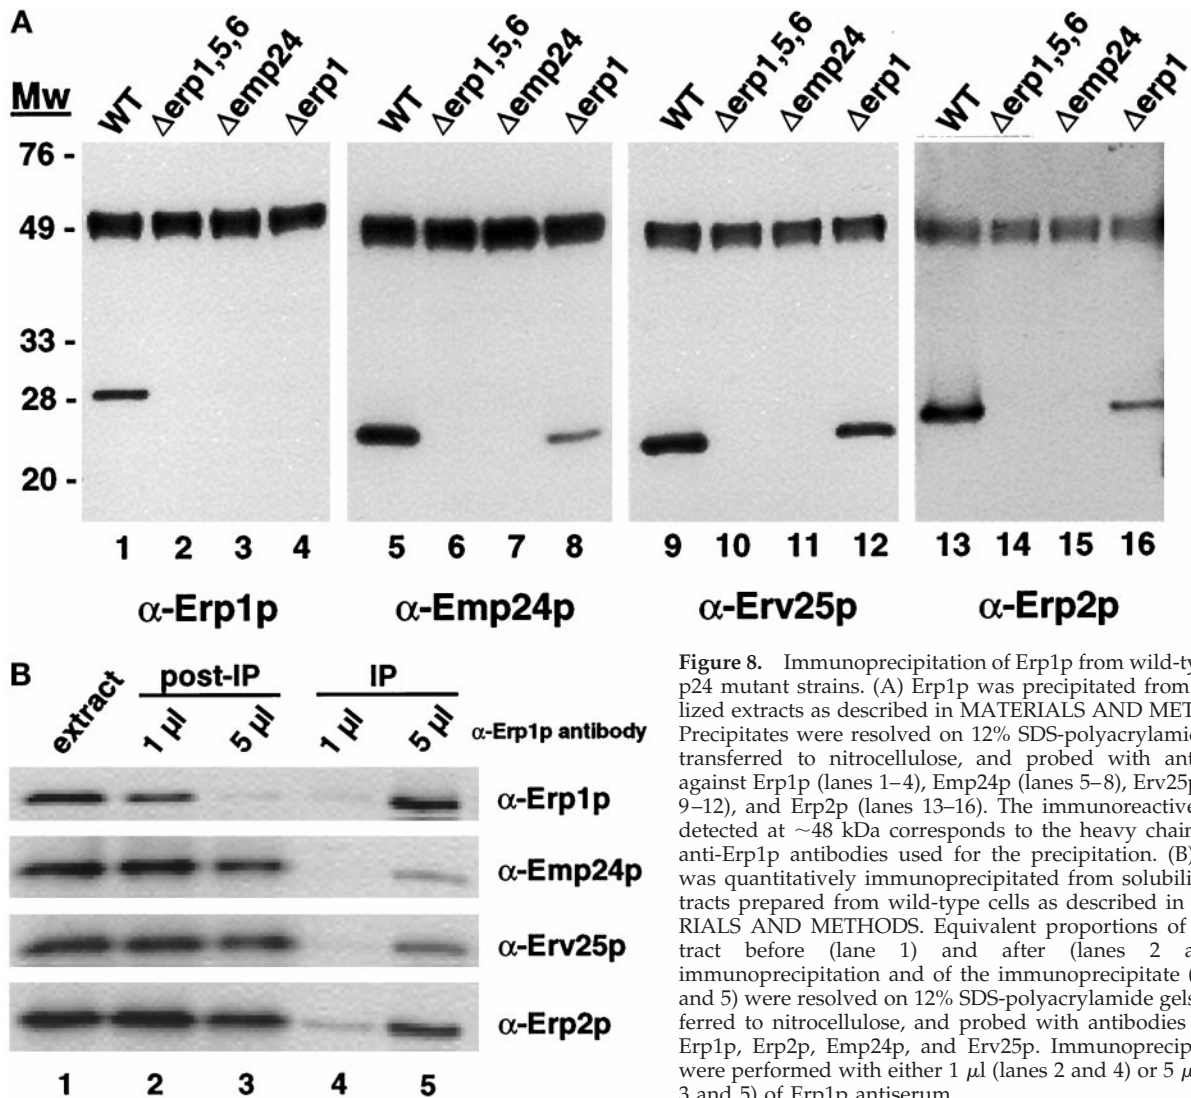 A
Mw
WT Δerp1,5,6 Δemp24 Δerp1 WT Δerp1,5,6 Δemp24 Δerp1 WT Δerp1,5,6 Δemp24 Δerp1 WT Δerp1,5,6 Δemp24 Δerp1
76 -
49 -
33 -
28 -
20 -
1 2 3 4 5 6 7 8 9 10 11 12 13 14 15 16
α-Erp1p α-Emp24p α-Erv25p α-Erp2p
B
post-IP IP
extract 1 μl 5 μl 1 μl 5 μl α-Erp1p antibody
α-Erp1p
α-Emp24p
α-Erv25p
α-Erp2p
1 2 3 4 5
Figure 8. Immunoprecipitation of Erp1p from wild-ty
p24 mutant strains. (A) Erp1p was precipitated from
lized extracts as described in MATERIALS AND MET
Precipitates were resolved on 12% SDS-polyacrylamid
transferred to nitrocellulose, and probed with ant
against Erp1p (lanes 1–4), Emp24p (lanes 5–8), Erv25p
9–12), and Erp2p (lanes 13–16). The immunoreactive
detected at ∼48 kDa corresponds to the heavy chain
anti-Erp1p antibodies used for the precipitation. (B)
was quantitatively immunoprecipitated from solubili
tracts prepared from wild-type cells as described in
RIALS AND METHODS. Equivalent proportions of
tract before (lane 1) and after (lanes 2 a
immunoprecipitation and of the immunoprecipitate (
and 5) were resolved on 12% SDS-polyacrylamide gels
ferred to nitrocellulose, and probed with antibodies
Erp1p, Erp2p, Emp24p, and Erv25p. Immunoprecip
were performed with either 1 μl (lanes 2 and 4) or 5 μ
3 and 5) of Erp1p antiserum